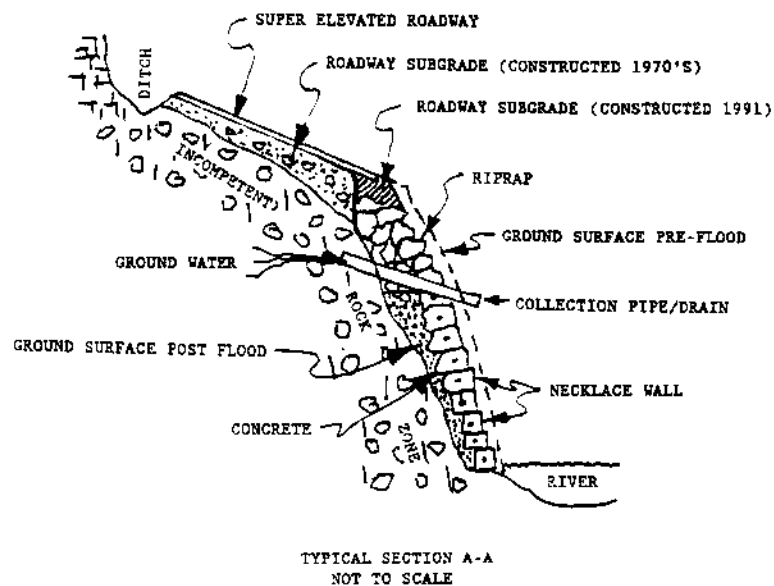 SUPER ELEVATED ROADWAY
DITCH
ROADWAY SUBGRADE (CONSTRUCTED 1970'S)
ROADWAY SUBGRADE (CONSTRUCTED 1991)
INCOMPETENT
RIPRAP
GROUND SURFACE PRE-FLOOD
GROUND WATER
ROCK
COLLECTION PIPE/DRAIN
GROUND SURFACE POST FLOOD
NECKLACE WALL
CONCRETE
ZONE
RIVER
TYPICAL SECTION A-A
NOT TO SCALE